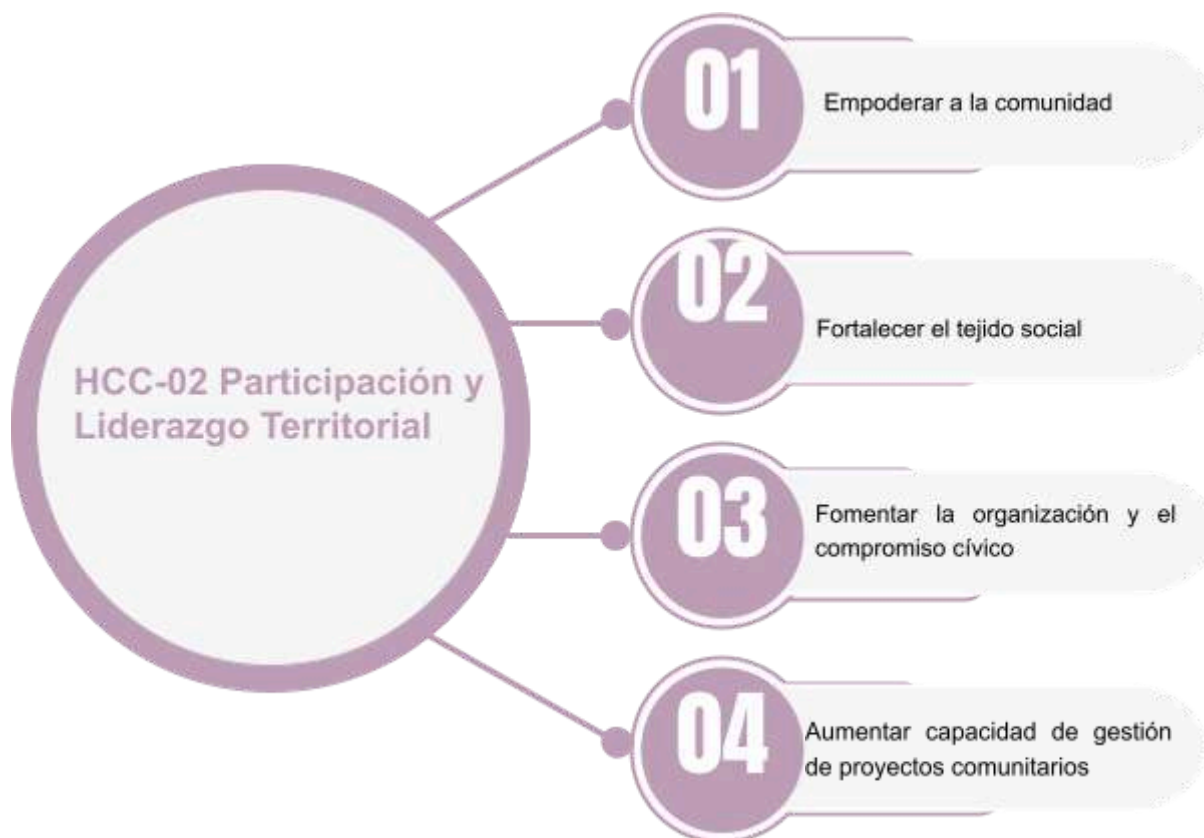 HCC-02 Participación y
Liderazgo Territorial
01
Empoderar a la comunidad
02
Fortalecer el tejido social
03
Fomentar la organización y el
compromiso cívico
04
Aumentar capacidad de gestión
de proyectos comunitarios